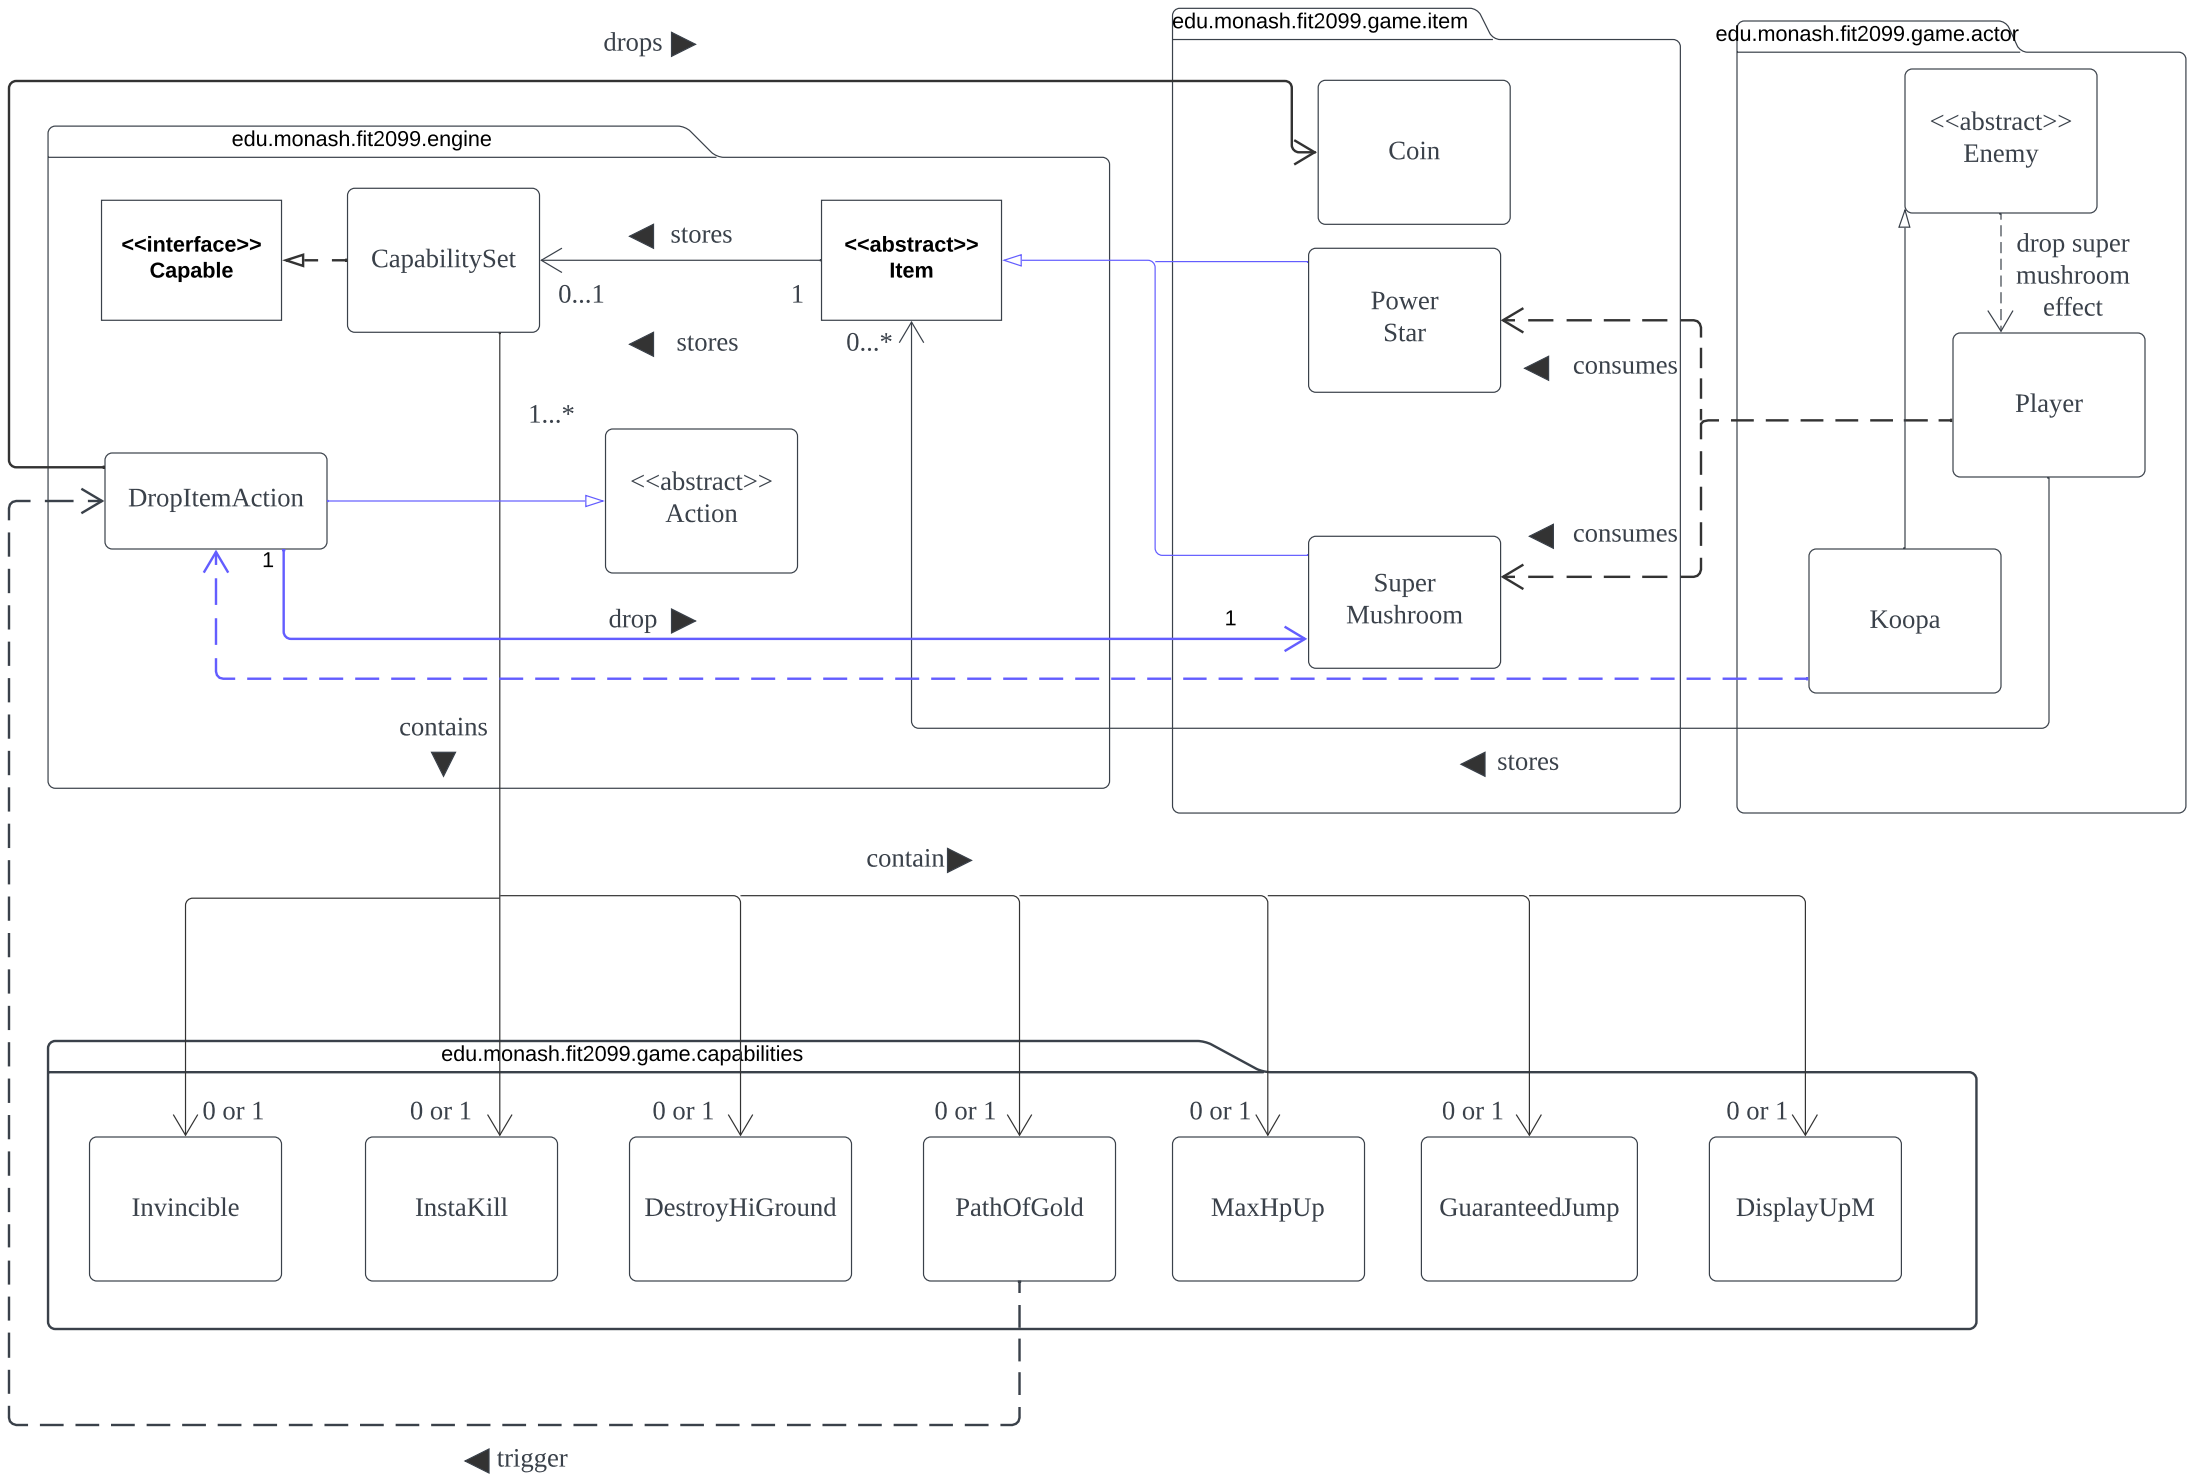 drops
edu.monash.fit2099.game.item
edu.monash.fit2099.game.actor
edu.monash.fit2099.engine
Coin
<<abstract>>
Enemy
<<interface>>
Capable
CapabilitySet
stores
<<abstract>>
Item
0...1
1
stores
0...*
Power
Star
consumes
drop super
mushroom
effect
Player
1...*
<<abstract>>
Action
DropItemAction
1
drop
1
consumes
Super
Mushroom
Koopa
contains
stores
contain
edu.monash.fit2099.game.capabilities
0 or 1
0 or 1
0 or 1
0 or 1
0 or 1
0 or 1
0 or 1
Invincible
InstaKill
DestroyHiGround
PathOfGold
MaxHpUp
GuaranteedJump
DisplayUpM
trigger